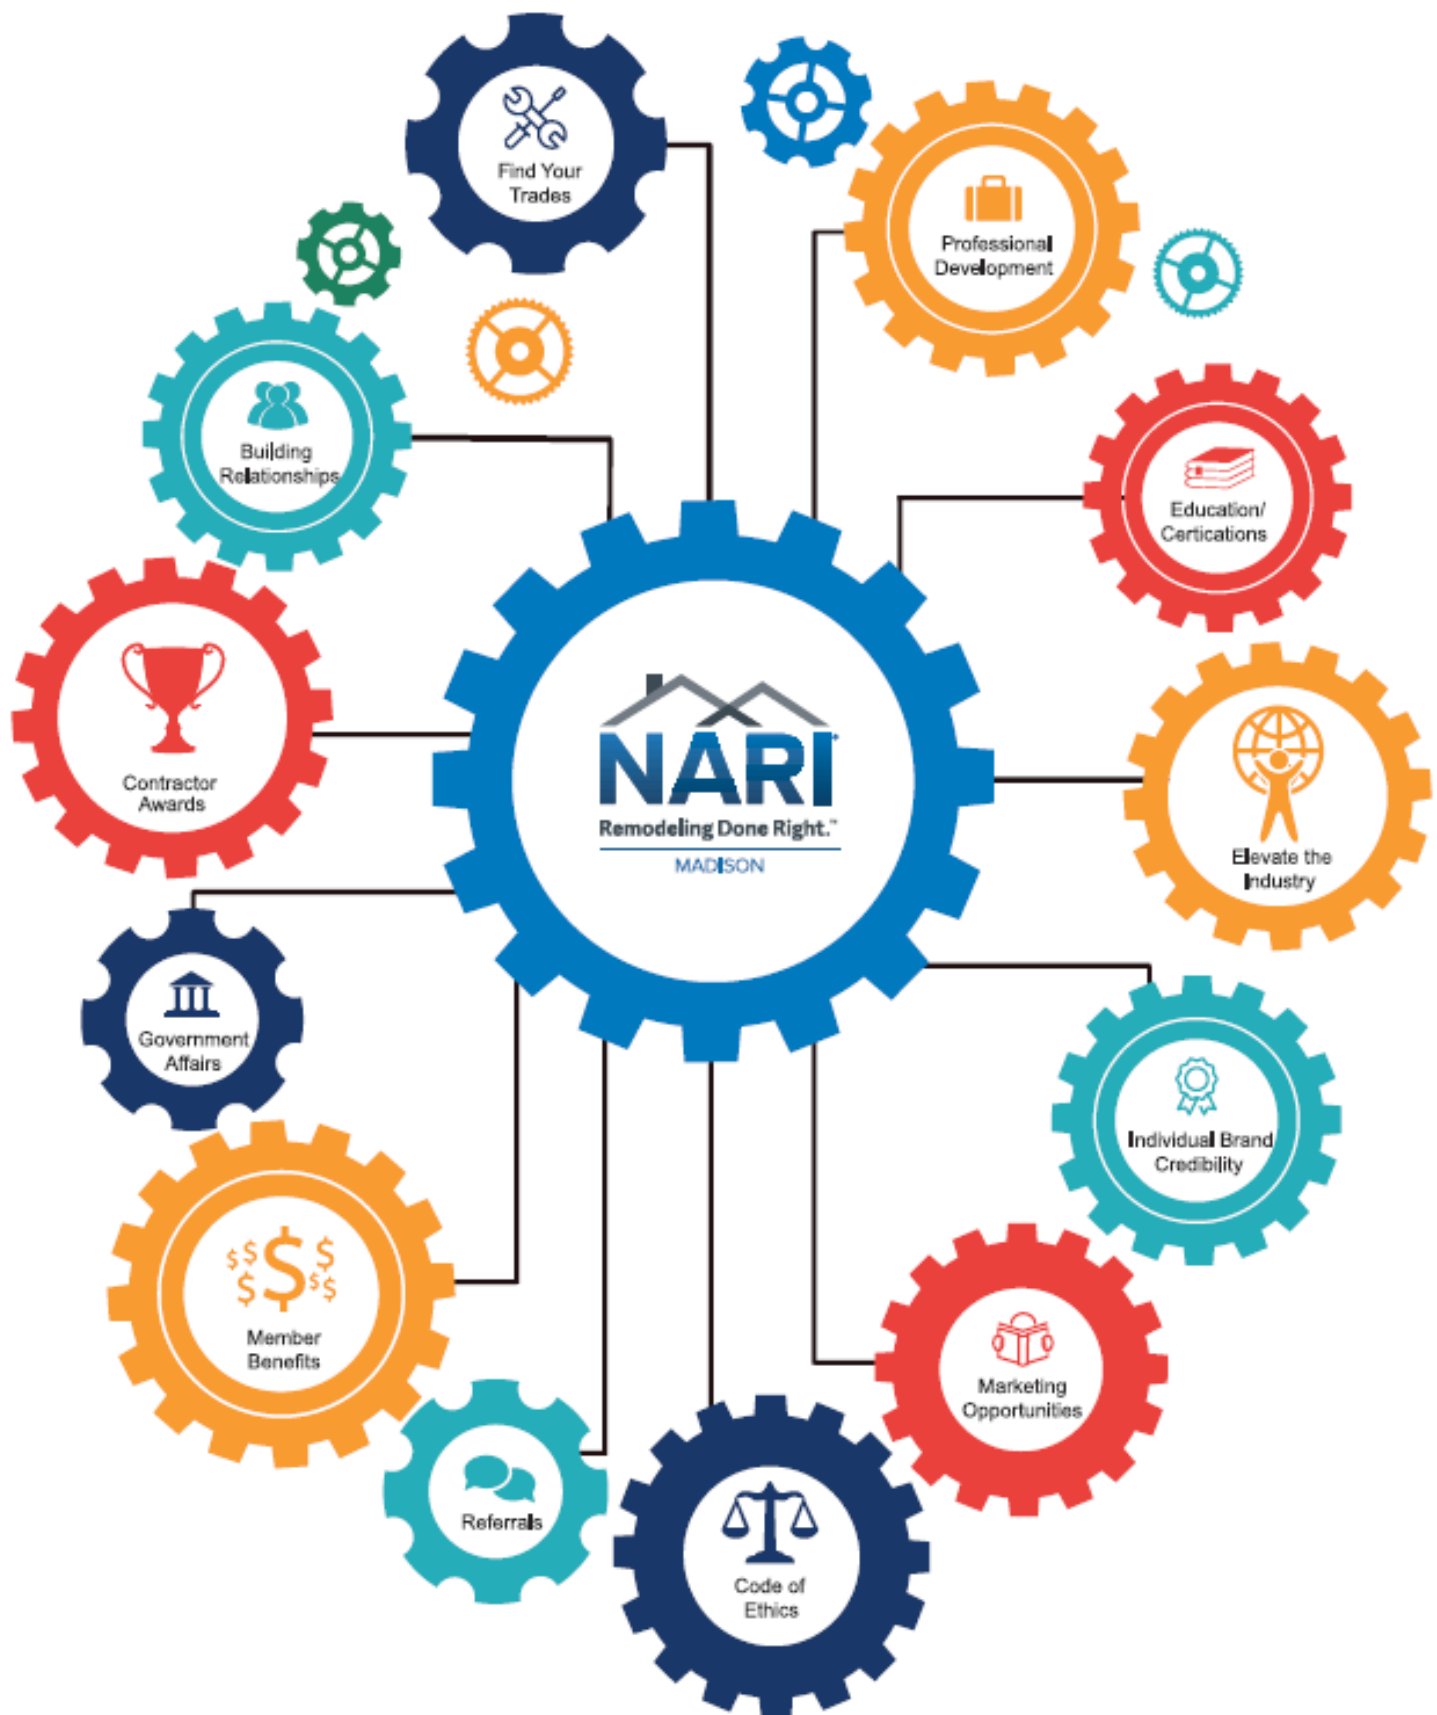 Find Your
Trades
Professional
Development
Building
Relationships
Education/
Certications
Contractor
Awards
NARI®
Remodeling Done Right.™
MADISON
Elevate the
Industry
Government
Affairs
Individual Brand
Credibility
$$$$$$$
Member
Benefits
Marketing
Opportunities
Referrals
Code of
Ethics